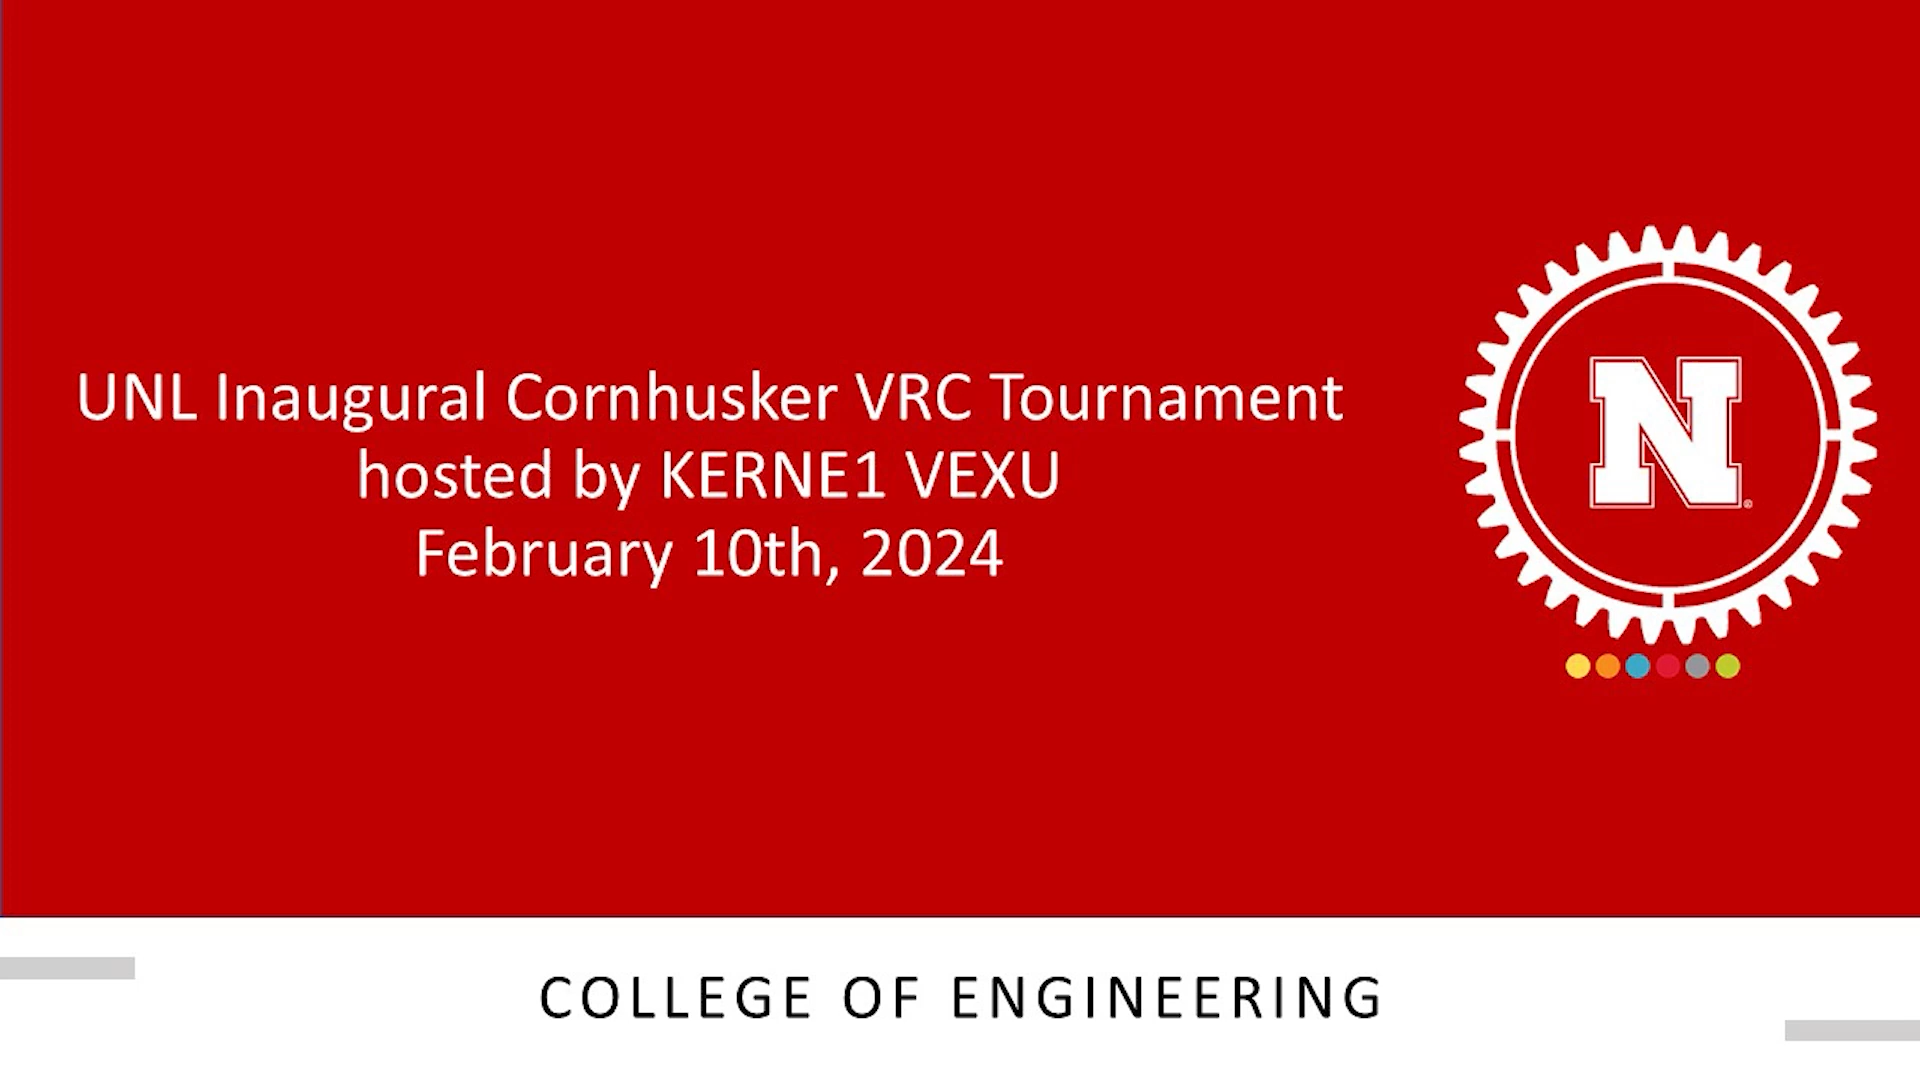 UNL Inaugural Cornhusker VRC Tournament
hosted by KERNE1 VEXU
February 10th, 2024
N®
COLLEGE OF ENGINEERING